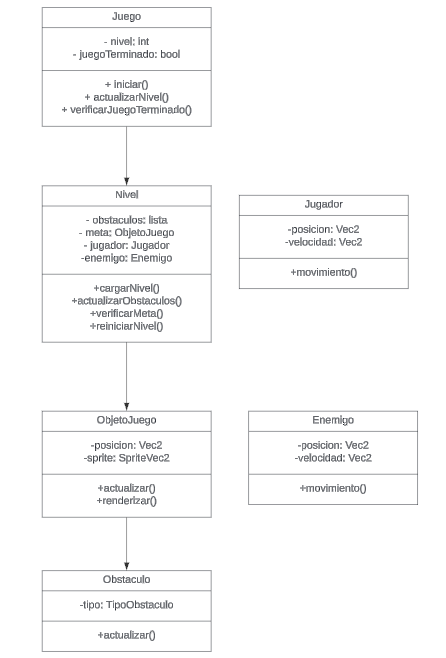 Juego
- nivel: int
- juegoTerminado: bool
+ iniciar()
+ actualizarNivel()
+ verificarJuegoTerminado()
Nivel
- obstaculos: lista
- meta: ObjetoJuego
- jugador: Jugador
-enemigo: Enemigo
+cargarNivel()
+actualizarObstaculos()
+verificarMeta()
+reiniciarNivel()
Jugador
-posicion: Vec2
-velocidad: Vec2
+movimiento()
ObjetoJuego
-posicion: Vec2
-sprite: SpriteVec2
+actualizar()
+renderizar()
Enemigo
-posicion: Vec2
-velocidad: Vec2
+movimiento()
Obstaculo
-tipo: TipoObstaculo
+actualizar()